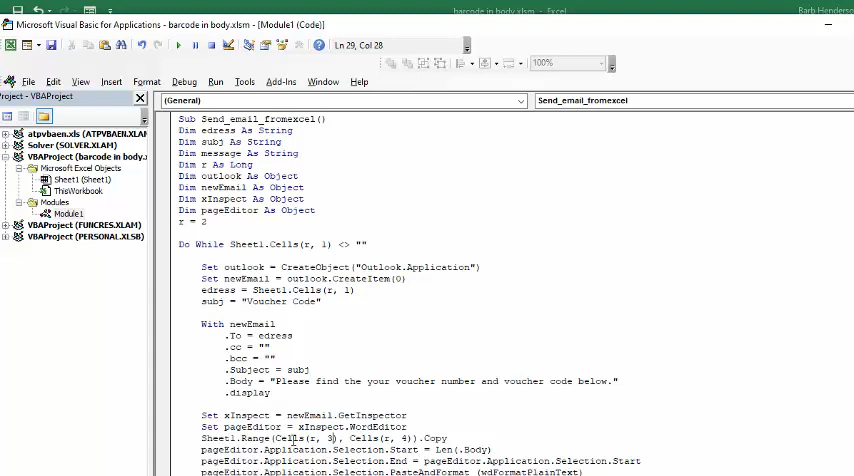 barcode in body.xlsm - Excel
Barb Henderson
Microsoft Visual Basic for Applications - barcode in body.xlsm - [Module1 (Code)]
Ln 29, Col 28
100%
File Edit View Insert Format Debug Run Tools Add-Ins Window Help
Project - VBAProject
(General)
Send_email_fromexcel
atpvbaen.xls (ATPVBAEN.XLAM)
Solver (SOLVER.XLAM)
VBAProject (barcode in body.
Microsoft Excel Objects
Sheet1 (Sheet1)
ThisWorkbook
Modules
Module1
VBAProject (FUNCRES.XLAM)
VBAProject (PERSONAL.XLSB)
Sub Send_email_fromexcel()
Dim edress As String
Dim subj As String
Dim message As String
Dim r As Long
Dim outlook As Object
Dim newEmail As Object
Dim xInspect As Object
Dim pageEditor As Object
r = 2
Do While Sheet1.Cells(r, 1) <> ""
Set outlook = CreateObject("Outlook.Application")
Set newEmail = outlook.CreateItem(0)
edress = Sheet1.Cells(r, 1)
subj = "Voucher Code"
With newEmail
.To = edress
.cc = ""
.bcc = ""
.Subject = subj
.Body = "Please find the your voucher number and voucher code below."
.display
Set xInspect = newEmail.GetInspector
Set pageEditor = xInspect.WordEditor
Sheet1.Range(Cells(r, 3), Cells(r, 4)).Copy
pageEditor.Application.Selection.Start = Len(.Body)
pageEditor.Application.Selection.End = pageEditor.Application.Selection.Start
pageEditor.Application.Selection.PasteAndFormat (wdFormatPlainText)